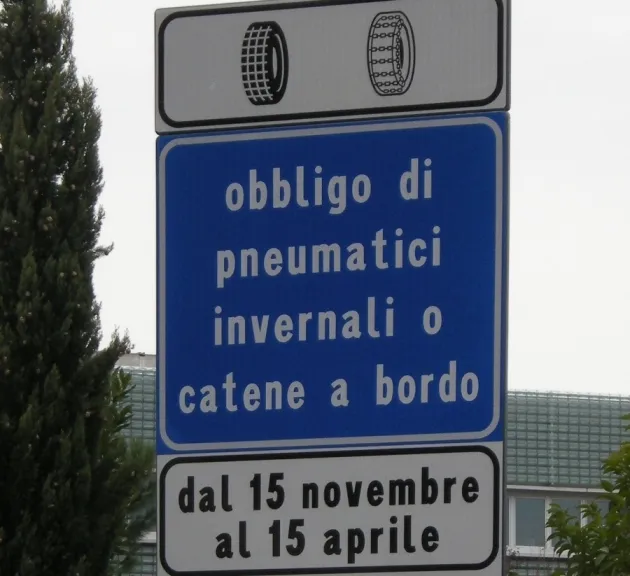 obbligo di
pneumatici
invernali o
catene a bordo
dal 15 novembre
al 15 aprile